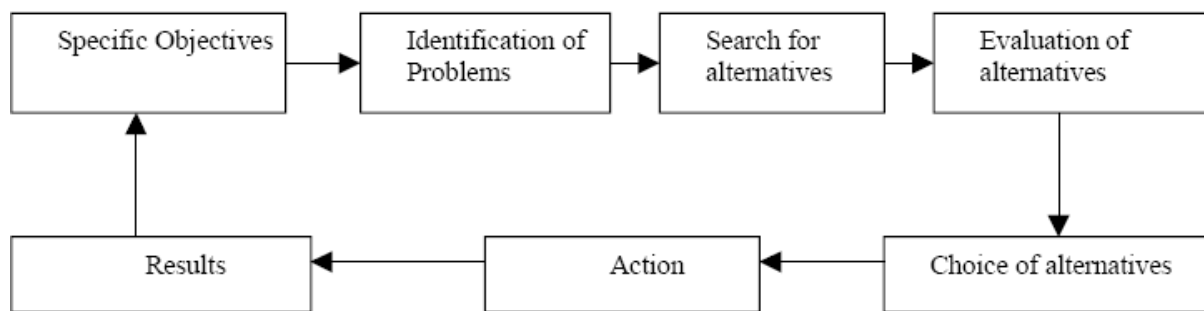 Specific Objectives
Identification of
Problems
Search for
alternatives
Evaluation of
alternatives
Choice of alternatives
Action
Results